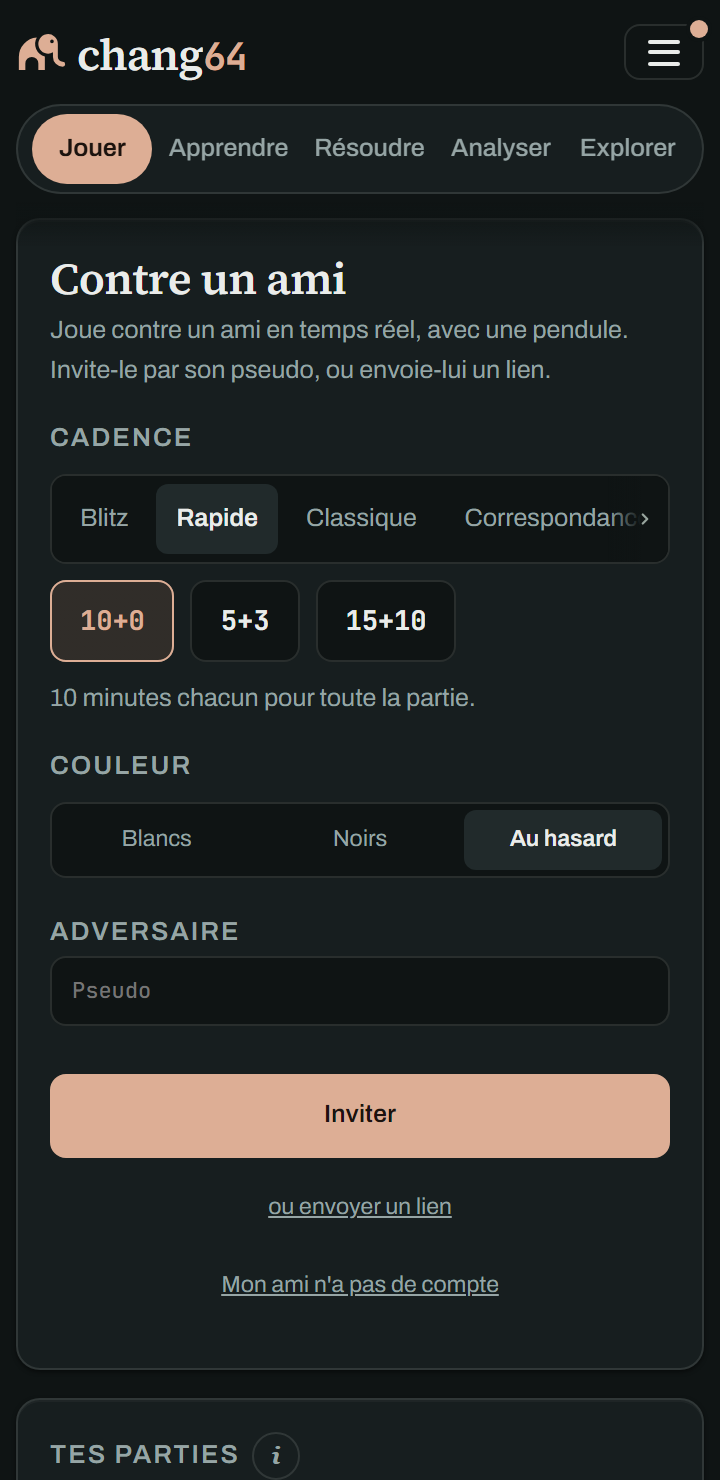 chang64
Jouer Apprendre Résoudre Analyser Explorer
Contre un ami
Joue contre un ami en temps réel, avec une pendule.
Invite-le par son pseudo, ou envoie-lui un lien.
CADENCE
Blitz Rapide Classique Correspondanc
10+0 5+3 15+10
10 minutes chacun pour toute la partie.
COULEUR
Blancs Noirs Au hasard
ADVERSAIRE
Pseudo
Inviter
ou envoyer un lien
Mon ami n'a pas de compte
TES PARTIES i